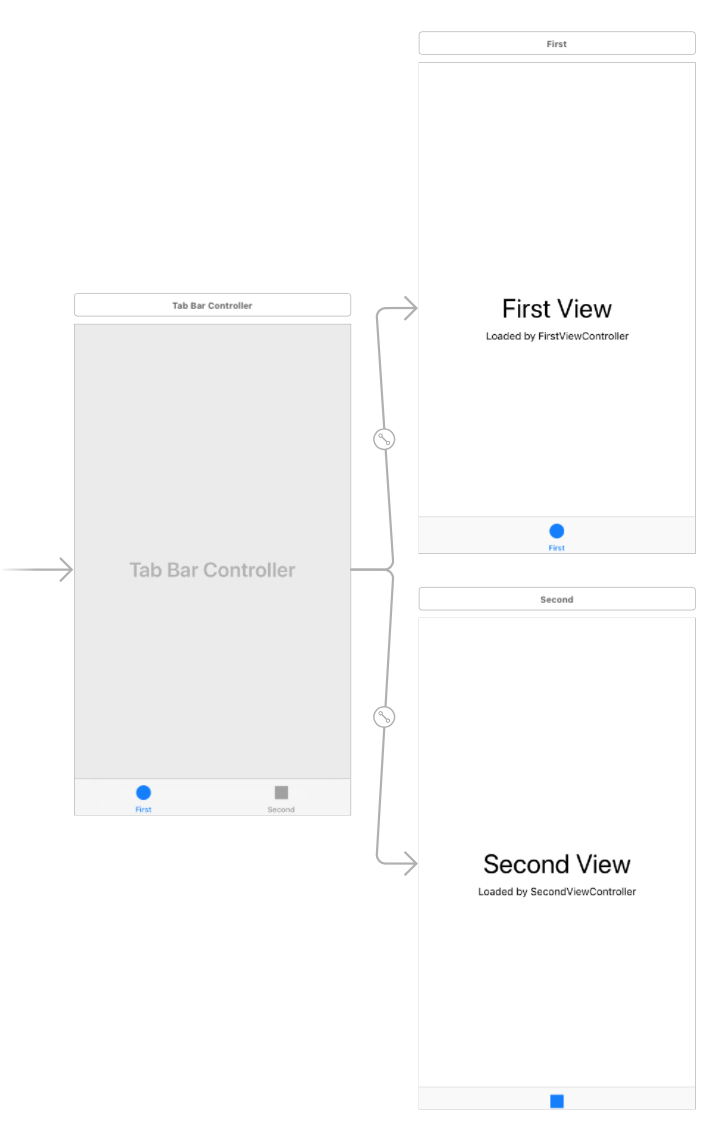 First
First View
Loaded by FirstViewController
First
Tab Bar Controller
Tab Bar Controller
First
Second
Second
Second View
Loaded by SecondViewController